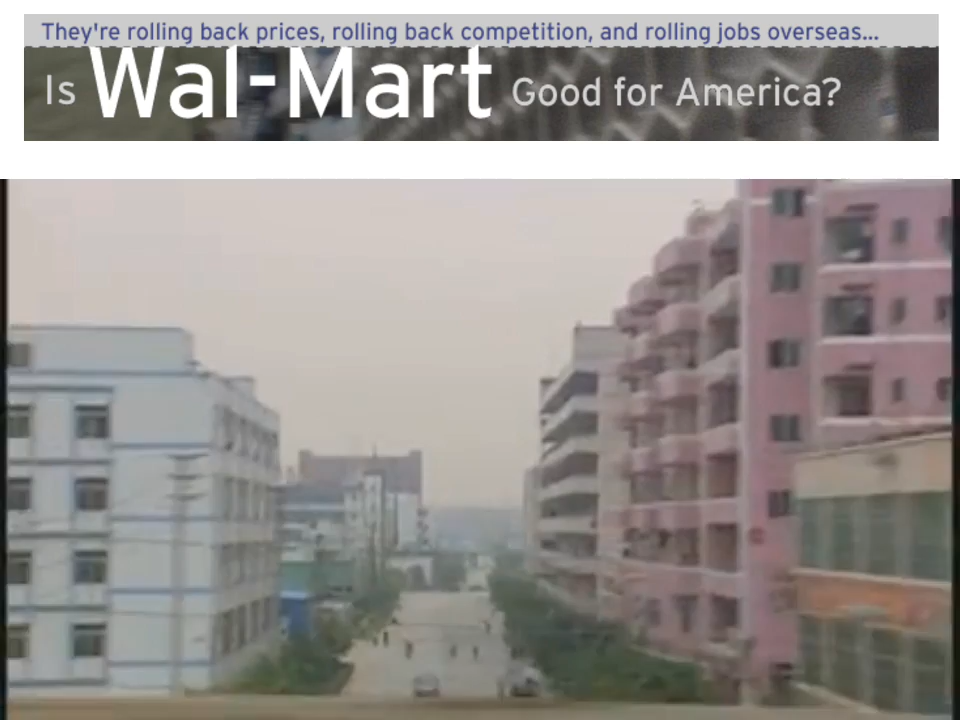 They're rolling back prices, rolling back competition, and rolling jobs overseas...
Is Wal-Mart Good for America?